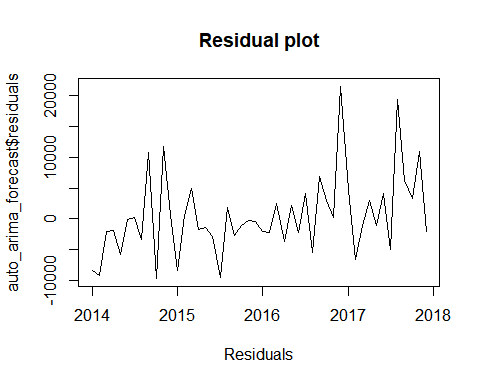 Residual plot
auto_arima_forecast$residuals
20000
10000
0
-10000
2014 2015 2016 2017 2018
Residuals